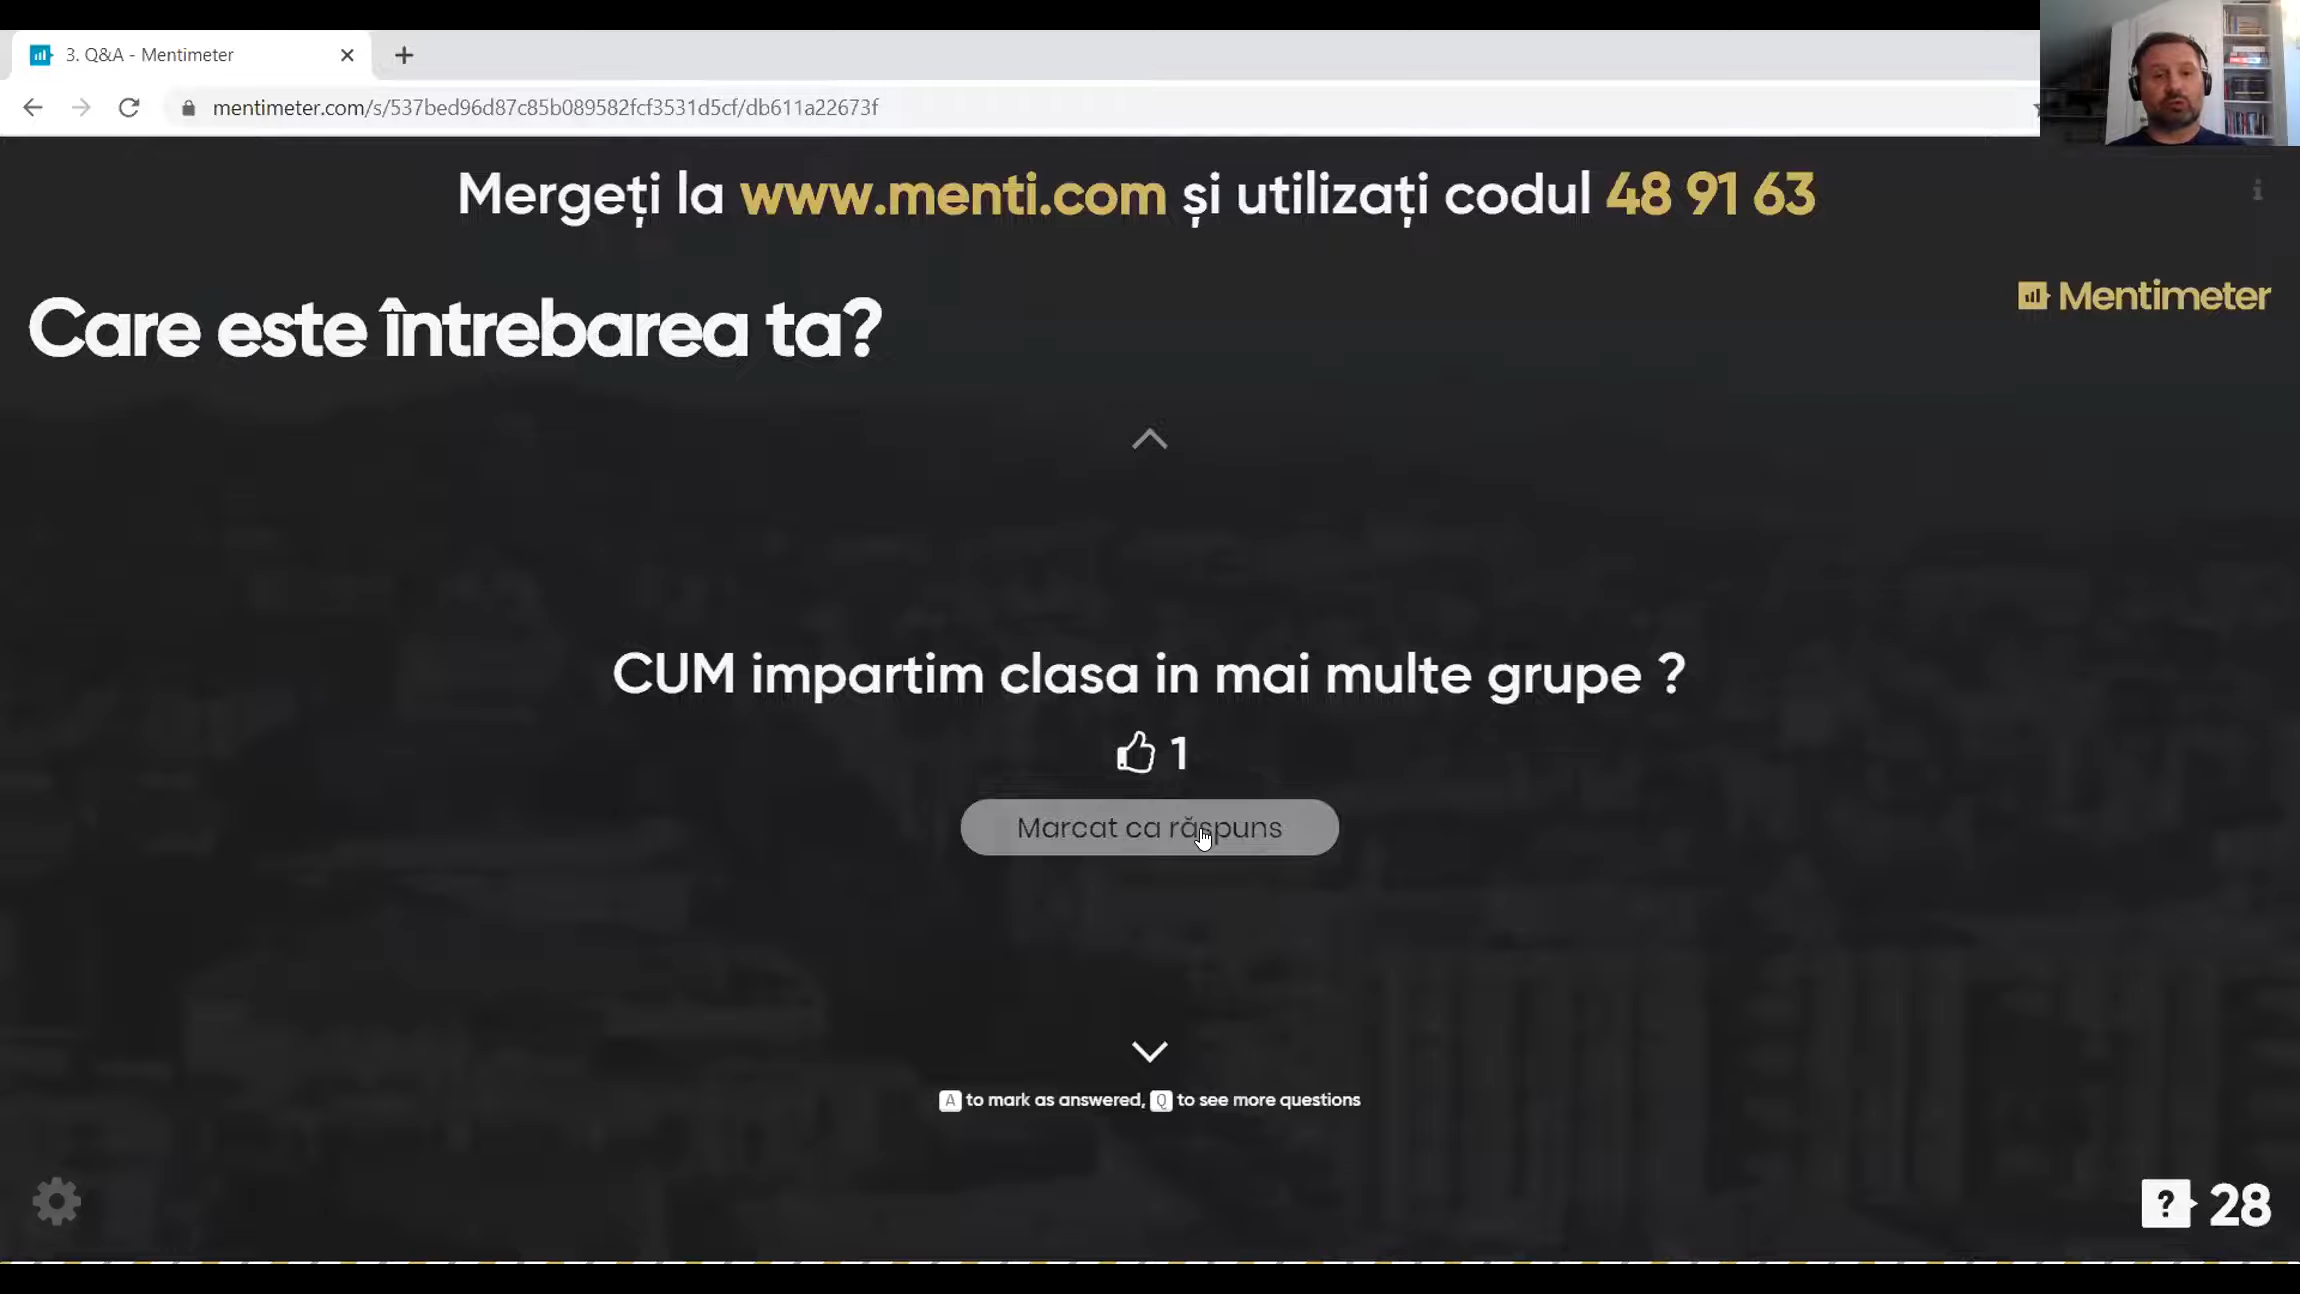 3. Q&A - Mentimeter
mentimeter.com/s/537bed96d87c85b089582fcf3531d5cf/db611a22673f
Mergeți la www.menti.com și utilizați codul 48 91 63
Mentimeter
Care este întrebarea ta?
CUM impartim clasa in mai multe grupe ?
1
Marcat ca răspuns
A to mark as answered, Q to see more questions
? 28